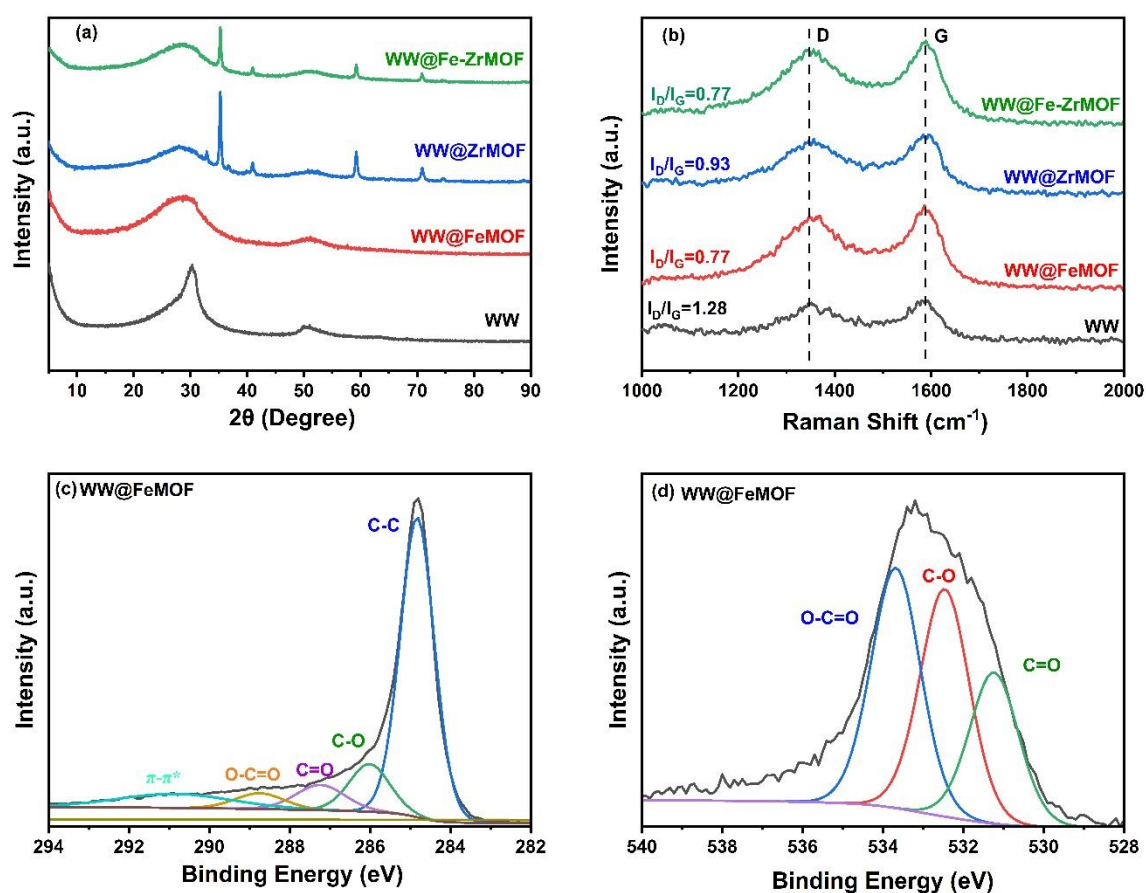 (a)
WW@Fe-ZrMOF
WW@ZrMOF
WW@FeMOF
WW
Intensity (a.u.)
10 20 30 40 50 60 70 80 90
2θ (Degree)
(b)
D
G
I_D/I_G=0.77
WW@Fe-ZrMOF
I_D/I_G=0.93
WW@ZrMOF
I_D/I_G=0.77
WW@FeMOF
I_D/I_G=1.28
WW
Intensity (a.u.)
1000 1200 1400 1600 1800 2000
Raman Shift (cm⁻¹)
(c) WW@FeMOF
C-C
C-O
C=O
O-C=O
π-π*
Intensity (a.u.)
294 292 290 288 286 284 282
Binding Energy (eV)
(d) WW@FeMOF
O-C=O
C-O
C=O
Intensity (a.u.)
540 538 536 534 532 530 528
Binding Energy (eV)